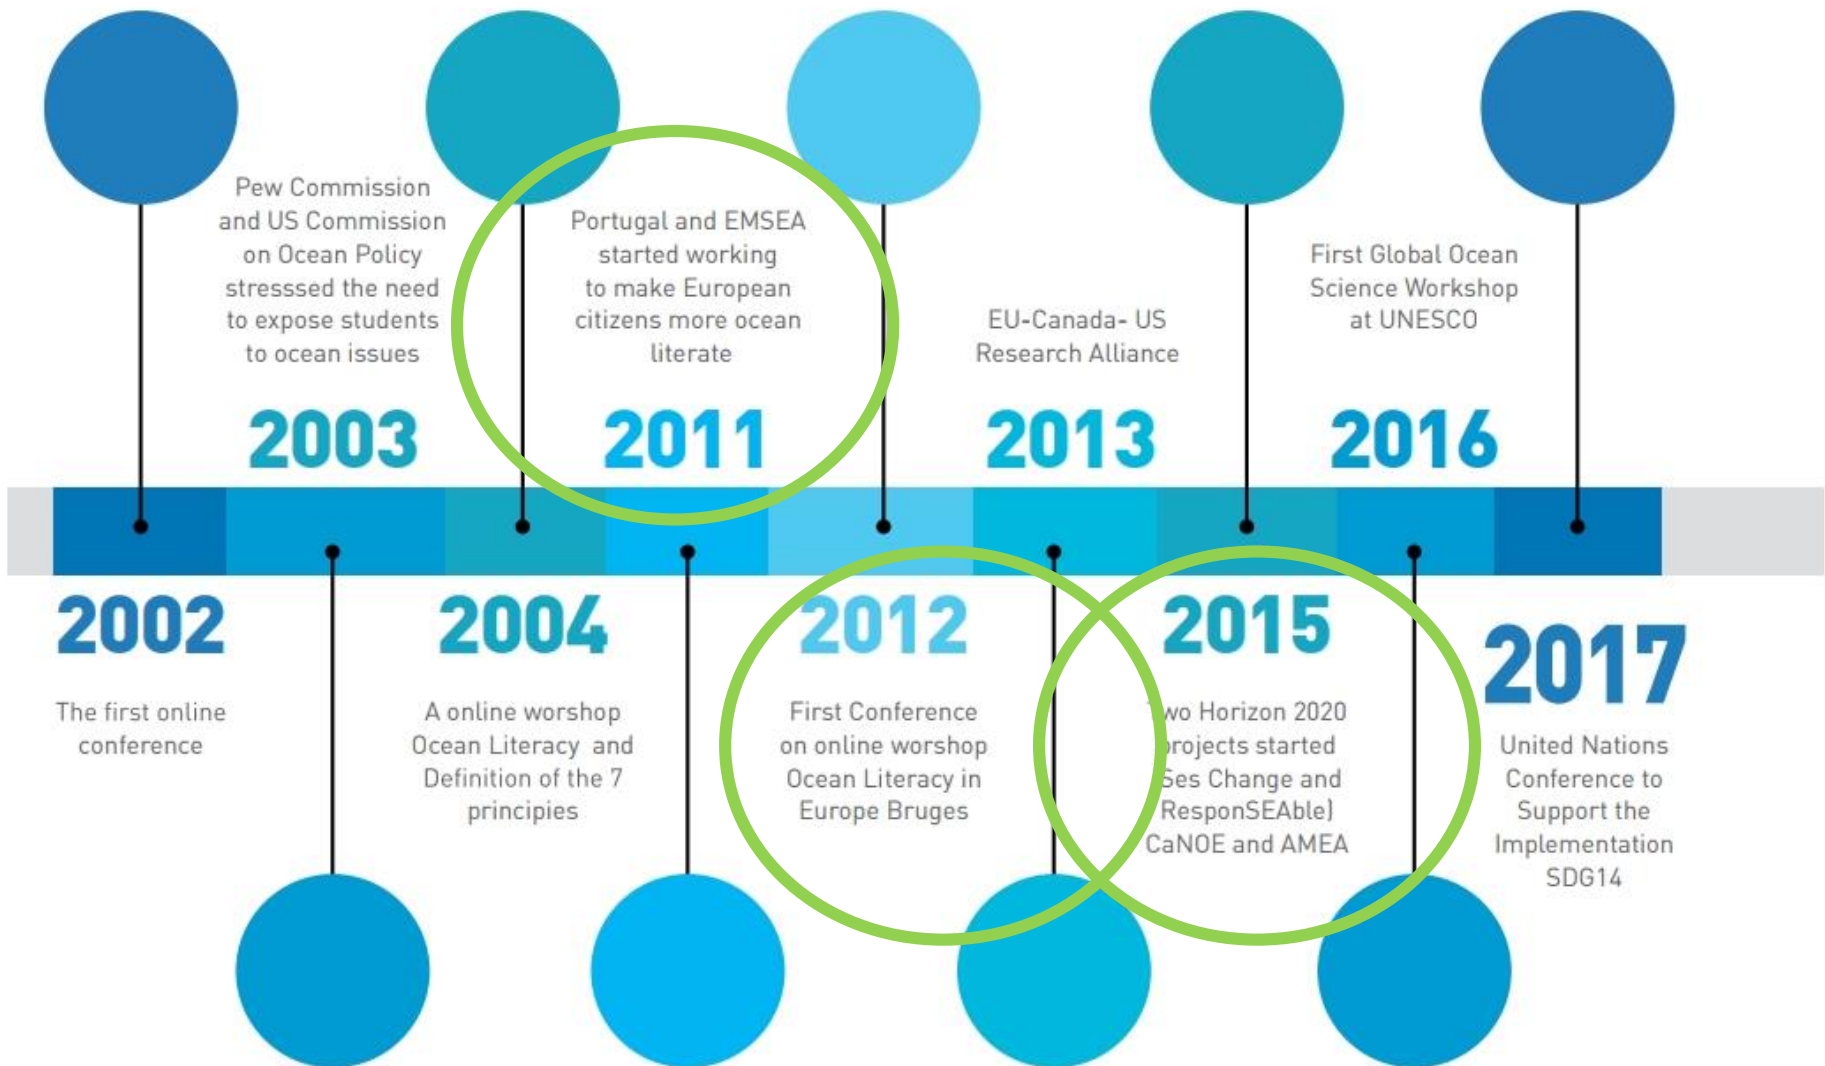 Pew Commission
and US Commission
on Ocean Policy
stresssed the need
to expose students
to ocean issues
2003
Portugal and EMSEA
started working
to make European
citizens more ocean
literate
2011
EU-Canada- US
Research Alliance
2013
First Global Ocean
Science Workshop
at UNESCO
2016
2002
The first online
conference
2004
A online worshop
Ocean Literacy and
Definition of the 7
principies
2012
First Conference
on online worshop
Ocean Literacy in
Europe Bruges
2015
wo Horizon 2020
projects started
Ses Change and
ResponSEAble)
CaNOE and AMEA
2017
United Nations
Conference to
Support the
Implementation
SDG14